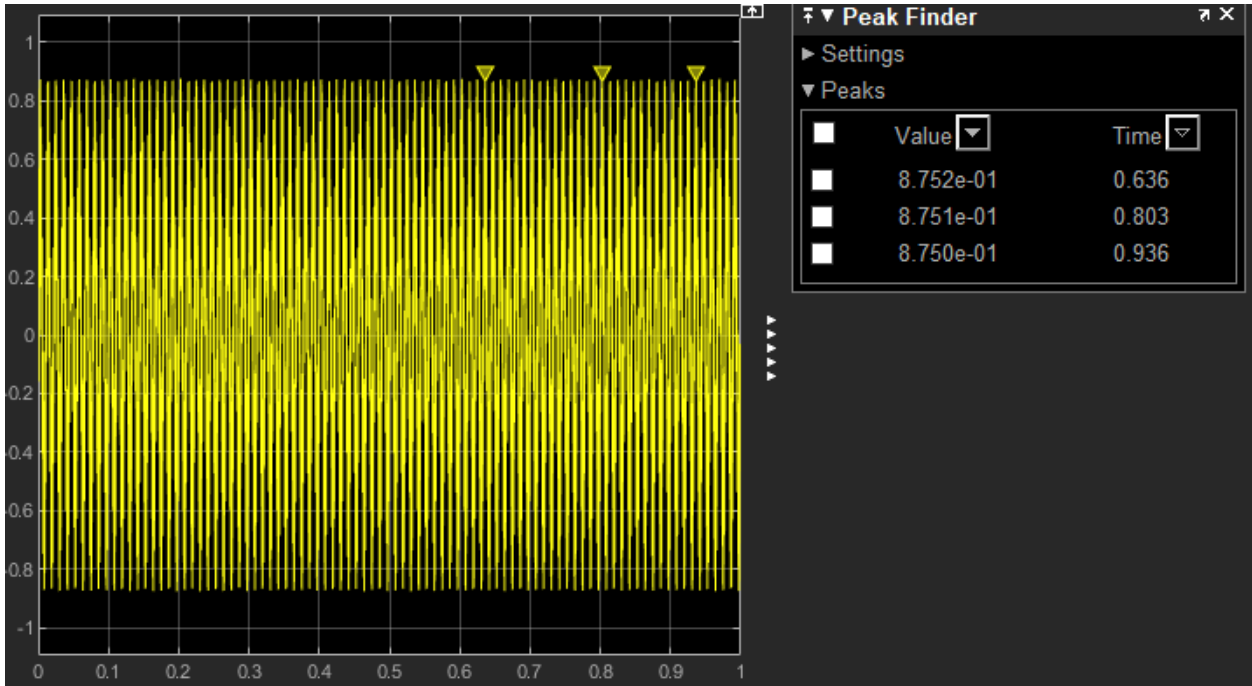 1
0.8
0.6
0.4
0.2
0
-0.2
-0.4
-0.6
-0.8
-1
0 0.1 0.2 0.3 0.4 0.5 0.6 0.7 0.8 0.9 1
Peak Finder
Settings
Peaks
Value Time
8.752e-01 0.636
8.751e-01 0.803
8.750e-01 0.936